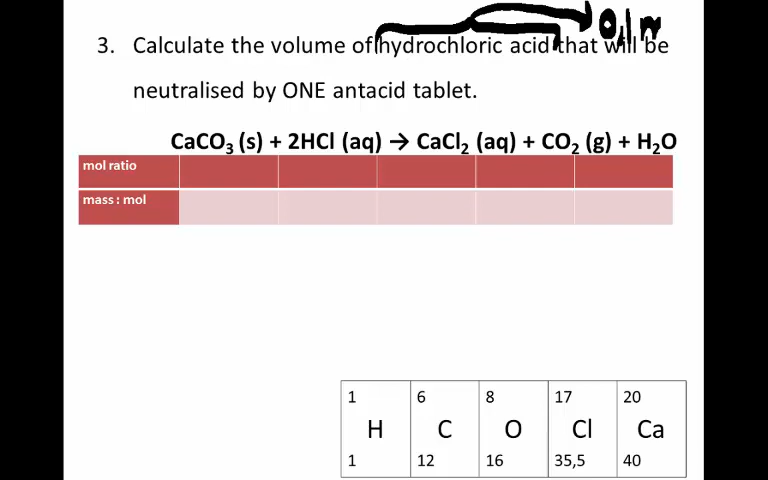 0,1 m
3. Calculate the volume of hydrochloric acid that will be
neutralised by ONE antacid tablet.
CaCO₃ (s) + 2HCl (aq) → CaCl₂ (aq) + CO₂ (g) + H₂O
mol ratio
mass : mol
1 6 8 17 20
H C O Cl Ca
1 12 16 35,5 40